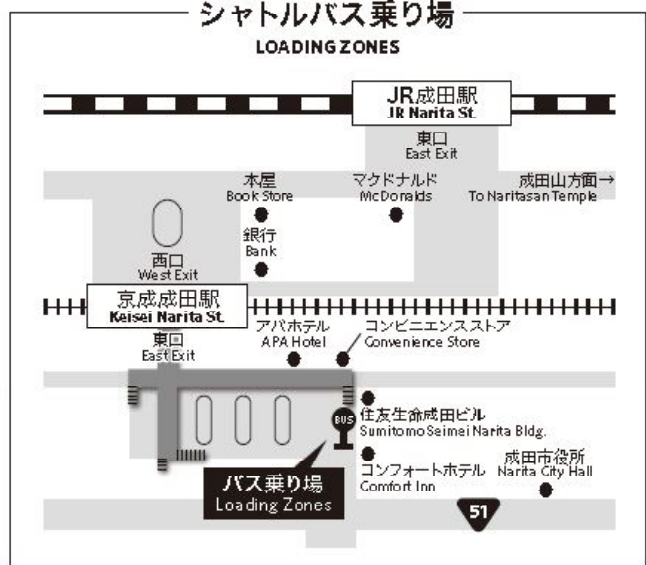 シャトルバス乗り場
LOADING ZONES
JR成田駅
JR Narita St.
東口
East Exit
本屋
Book Store
マクドナルド
McDonalds
成田山方面→
To Naritasan Temple
銀行
Bank
西口
West Exit
京成成田駅
Keisei Narita St.
東口
East Exit
アパホテル
APA Hotel
コンビニエンスストア
Convenience Store
BUS
住友生命成田ビル
Sumitomo Seimei Narita Bldg.
バス乗り場
Loading Zones
コンフォートホテル
Comfort Inn
成田市役所
Narita City Hall
51